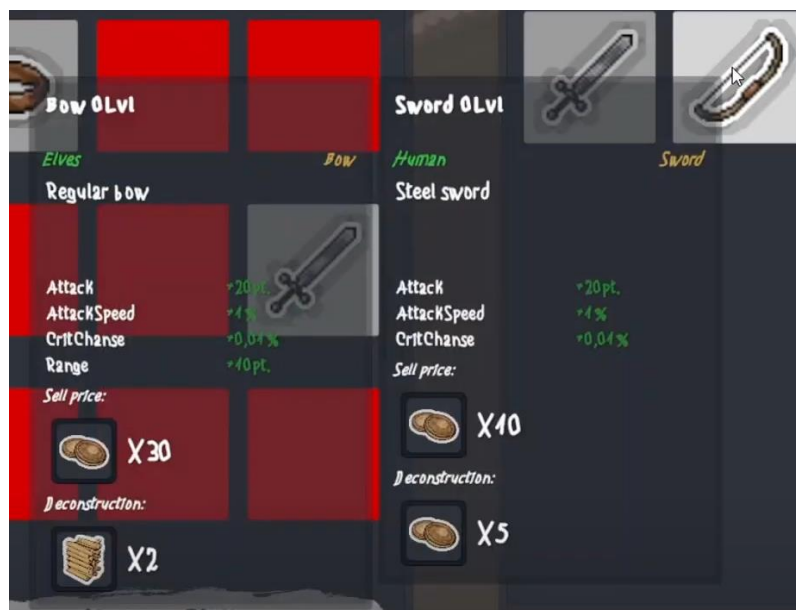 Bow 0Lvl
Elves Bow
Regular bow
Attack +20pt.
AttackSpeed +1%
CritChanse +0,01%
Range +10pt.
Sell price:
X30
Deconstruction:
X2
Sword 0Lvl
Human Sword
Steel sword
Attack +20pt.
AttackSpeed +1%
CritChanse +0,01%
Sell price:
X10
Deconstruction:
X5